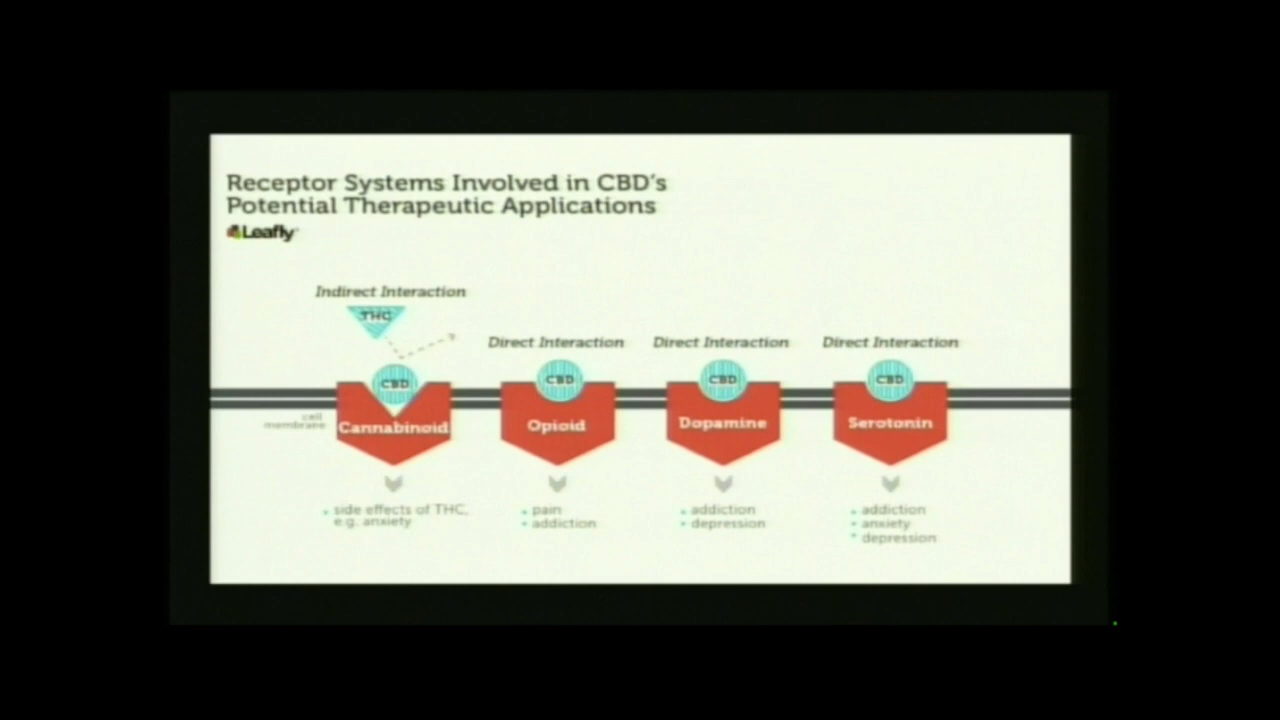 Receptor Systems Involved in CBD's
Potential Therapeutic Applications
Leafly
Indirect Interaction
THC
Direct Interaction
Direct Interaction
Direct Interaction
CBD
CBD
CBD
CBD
cell
membrane
Cannabinoid
Opioid
Dopamine
Serotonin
• side effects of THC,
e.g. anxiety
• pain
• addiction
• addiction
• depression
• addiction
• anxiety
• depression